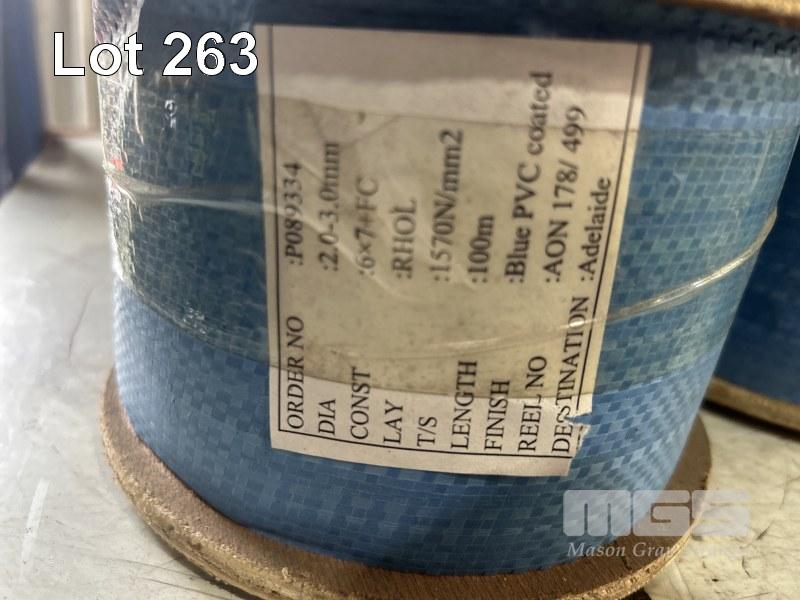 Lot 263
ORDER NO :P089334
DIA :2.0-3.0mm
CONST :6×7+FC
LAY :RHOL
T/S :1570N/mm2
LENGTH :100m
FINISH :Blue PVC coated
REEL NO :AON 178/ 499
DESTINATION :Adelaide
MGS
Mason Gray